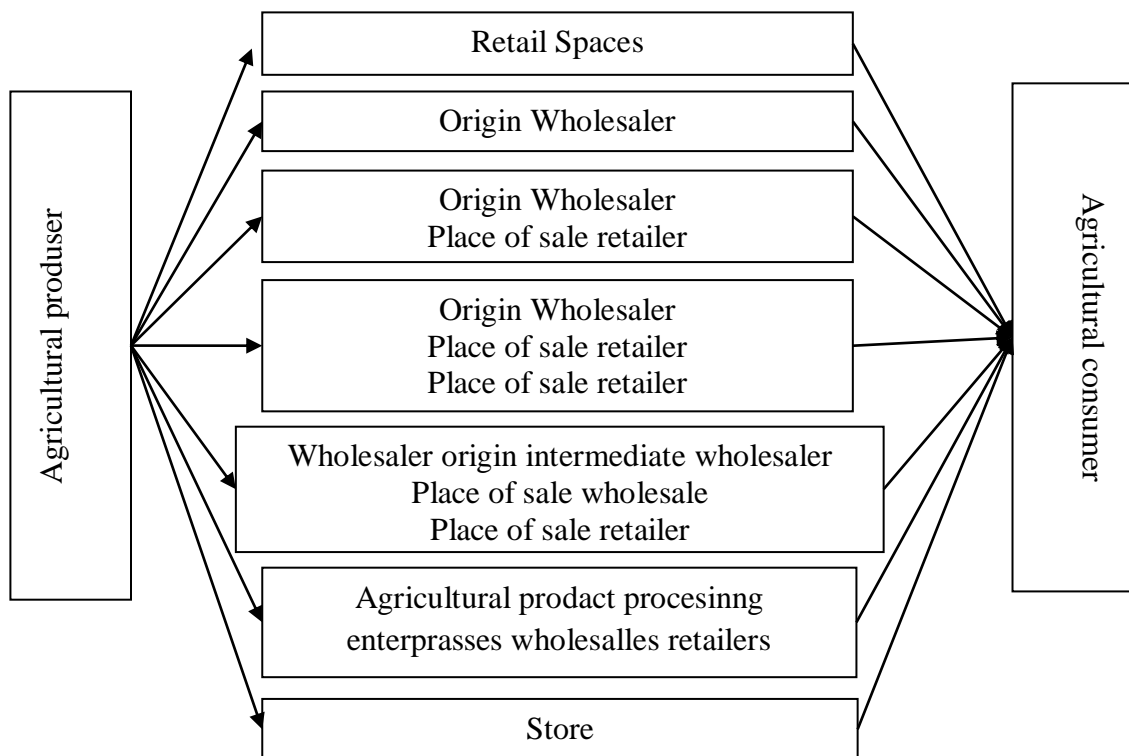 Agricultural produser
Retail Spaces
Origin Wholesaler
Origin Wholesaler
Place of sale retailer
Origin Wholesaler
Place of sale retailer
Place of sale retailer
Wholesaler origin intermediate wholesaler
Place of sale wholesale
Place of sale retailer
Agricultural prodact procesinng
enterprasses wholesalles retailers
Store
Agricultural consumer